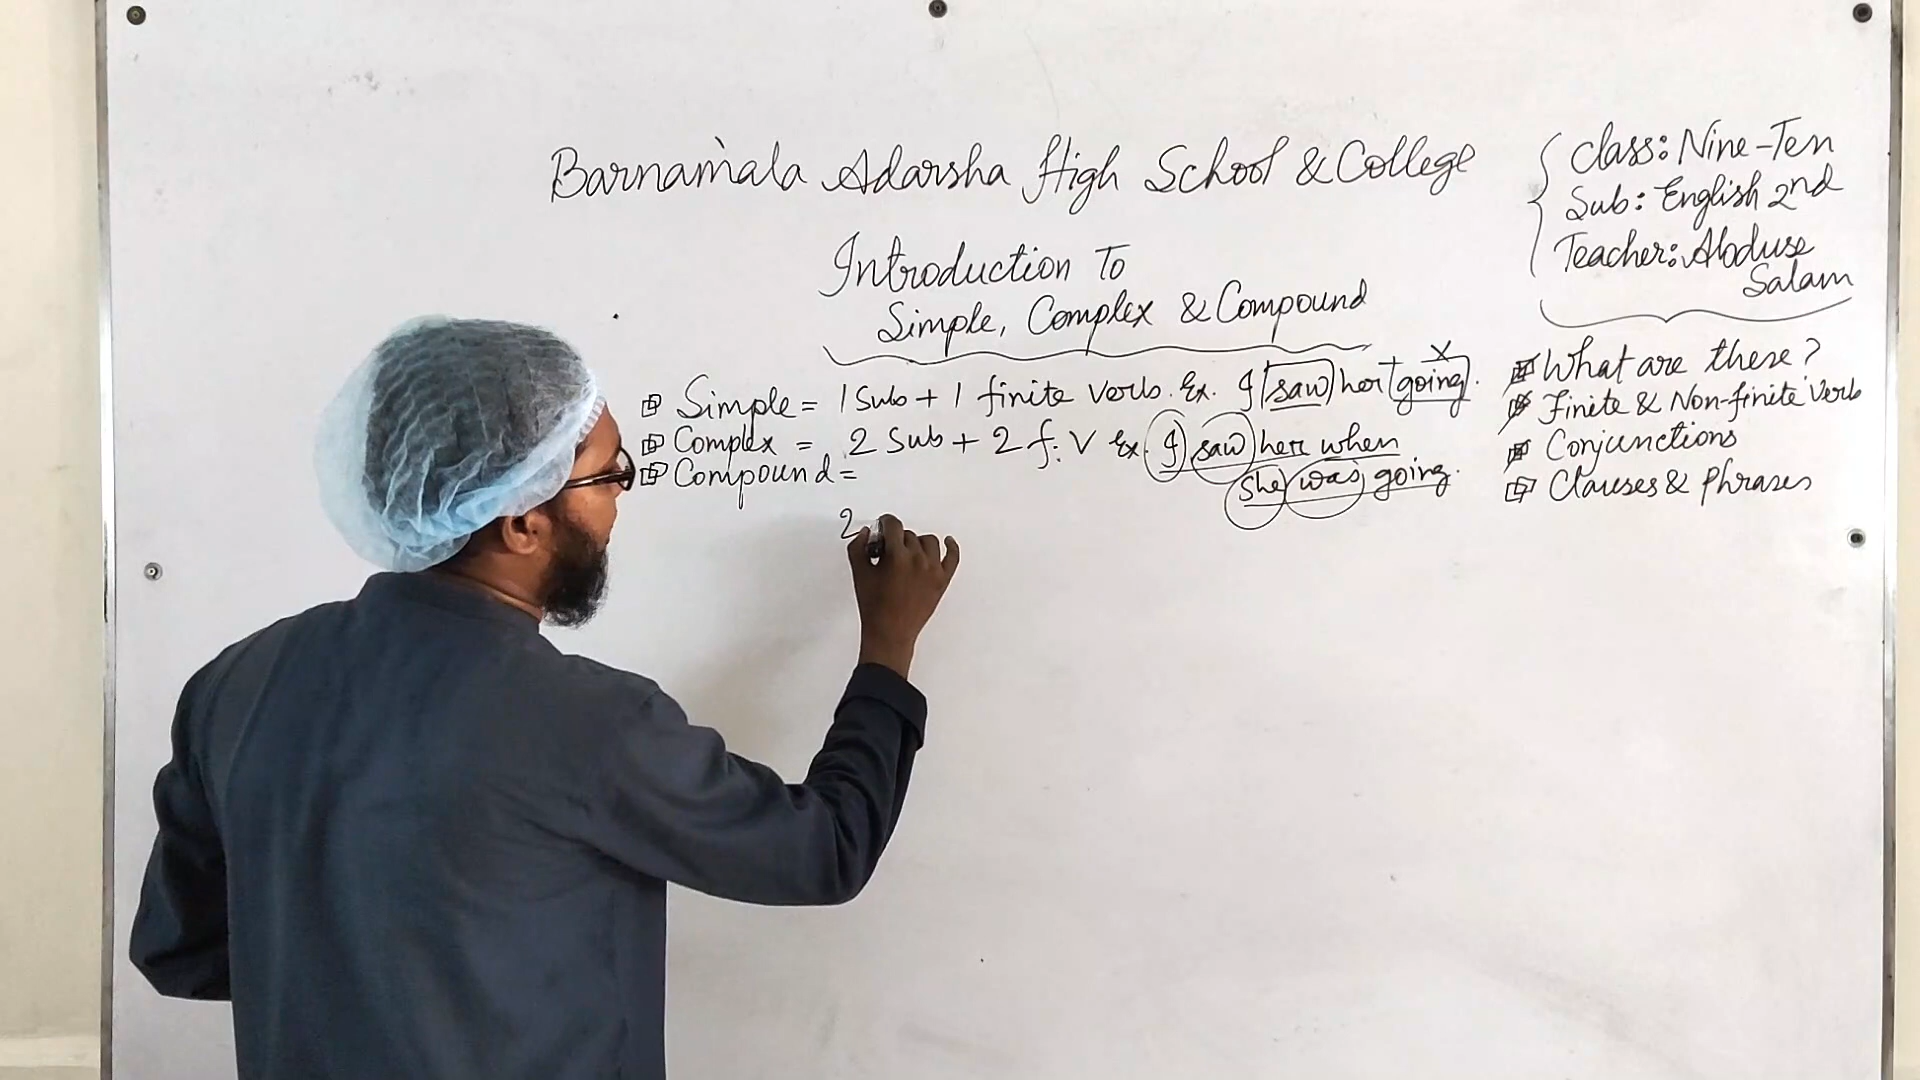 Barnamala Adarsha High School & College
Introduction To
Simple, Complex & Compound
Simple = 1 Sub + 1 finite verb. Ex. I saw her going.
Complex = 2 Sub + 2 f. V Ex. I saw her when
she was going.
Compound =
2
Class: Nine-Ten
Sub: English 2nd
Teacher: Abduse
Salam
What are these?
Finite & Non-finite verb
Conjunctions
Clauses & Phrases